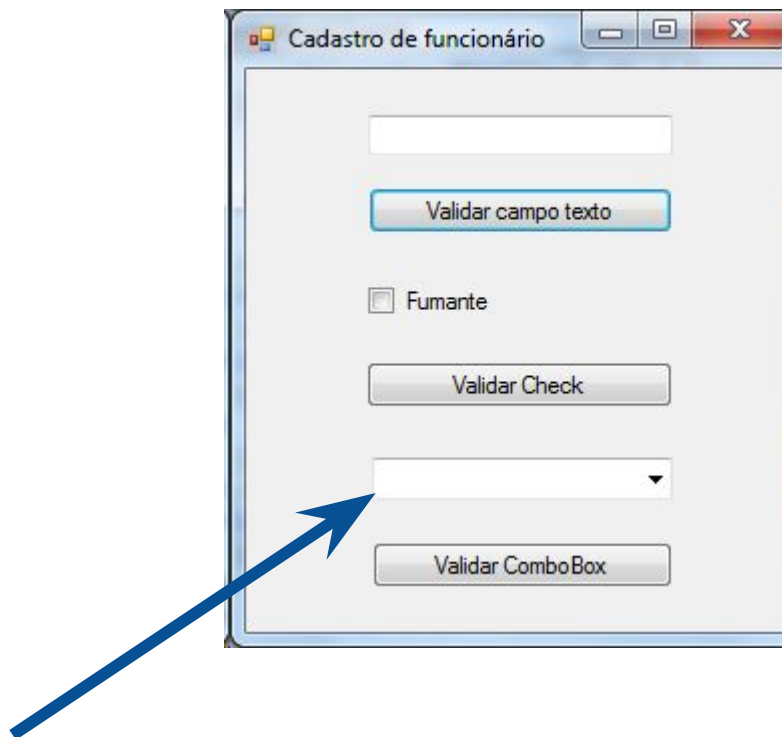 Cadastro de funcionário
Validar campo texto
Fumante
Validar Check
Validar ComboBox